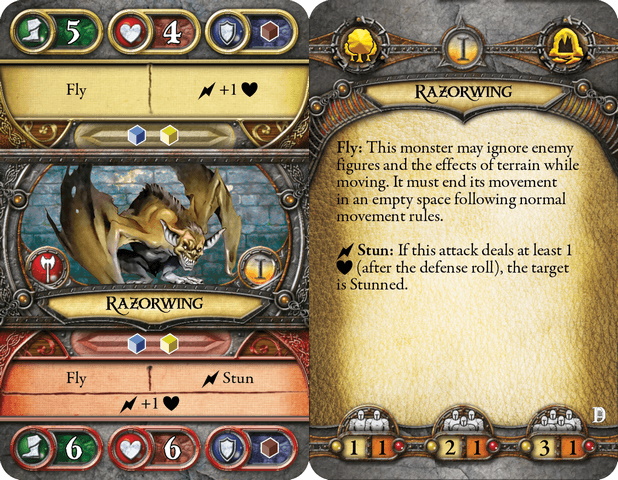 5 4
Fly +1
I
RAZORWING
Fly Stun
+1
6 6
I
RAZORWING
Fly: This monster may ignore enemy
figures and the effects of terrain while
moving. It must end its movement
in an empty space following normal
movement rules.
Stun: If this attack deals at least 1
(after the defense roll), the target
is Stunned.
D
1 1 2 1 3 1